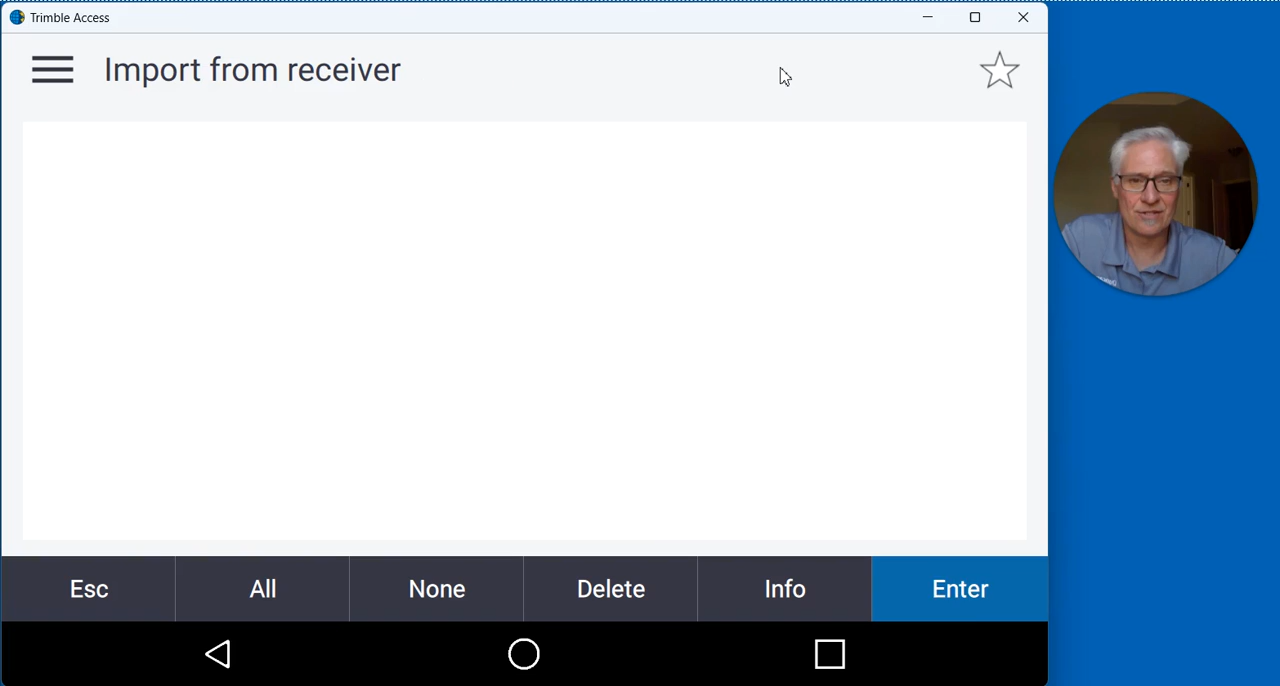 Trimble Access
Import from receiver
Esc
All
None
Delete
Info
Enter